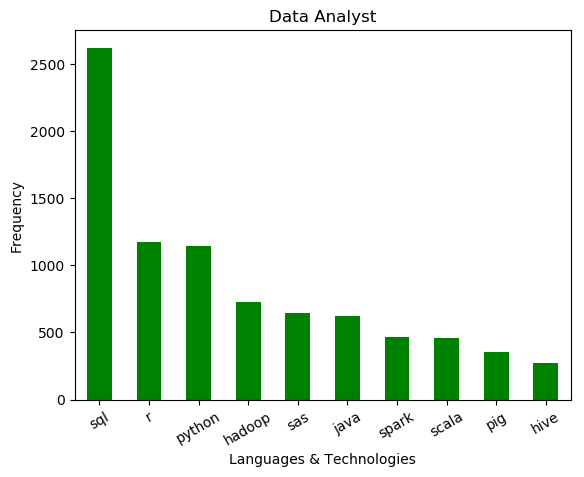 Data Analyst
Frequency
2500
2000
1500
1000
500
0
sql
r
python
hadoop
sas
java
spark
scala
pig
hive
Languages & Technologies